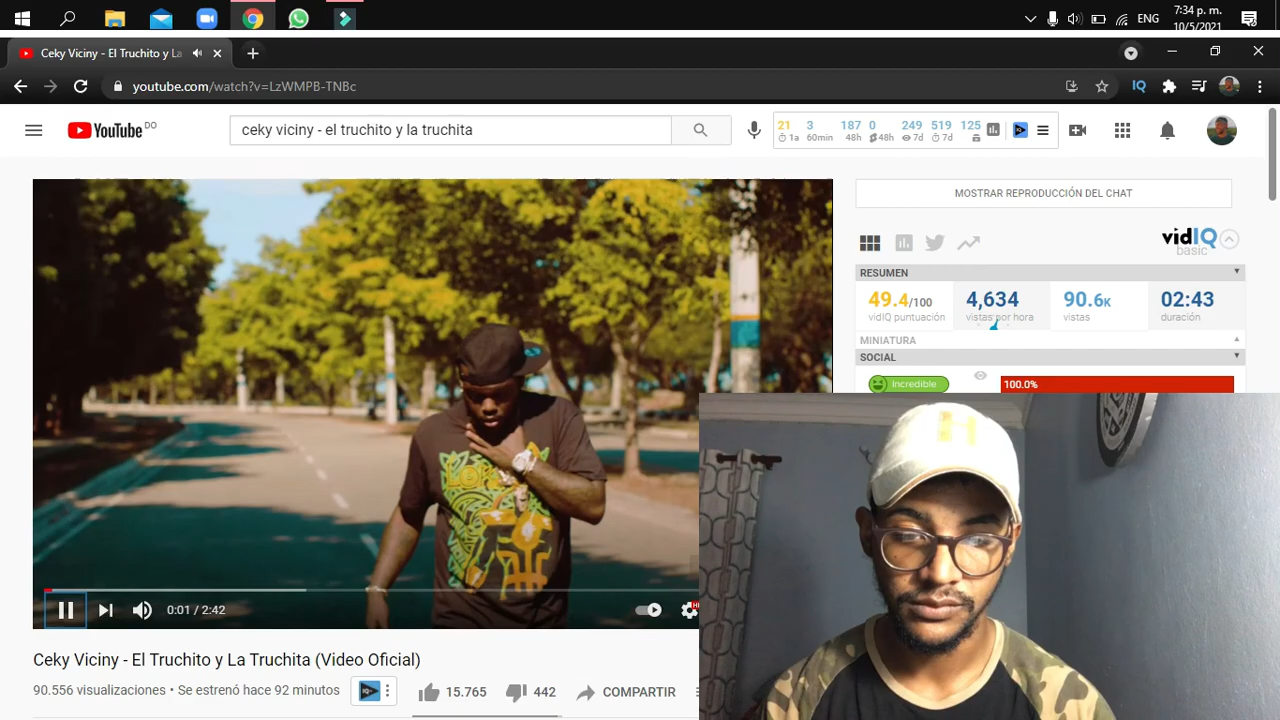 ENG
7:34 p. m.
10/5/2021
Ceky Viciny - El Truchito y La
youtube.com/watch?v=LzWMPB-TNBc
IQ
YouTube DO
ceky viciny - el truchito y la truchita
21 3 187 0 249 519 125
1a 60min 48h 48h 7d 7d
MOSTRAR REPRODUCCIÓN DEL CHAT
vidIQ
basic
RESUMEN
49.4/100 4,634 90.6K 02:43
vidIQ puntuación vistas por hora vistas duración
MINIATURA
SOCIAL
Incredible 100.0%
0:01 / 2:42
Ceky Viciny - El Truchito y La Truchita (Video Oficial)
90.556 visualizaciones • Se estrenó hace 92 minutos
15.765 442 COMPARTIR